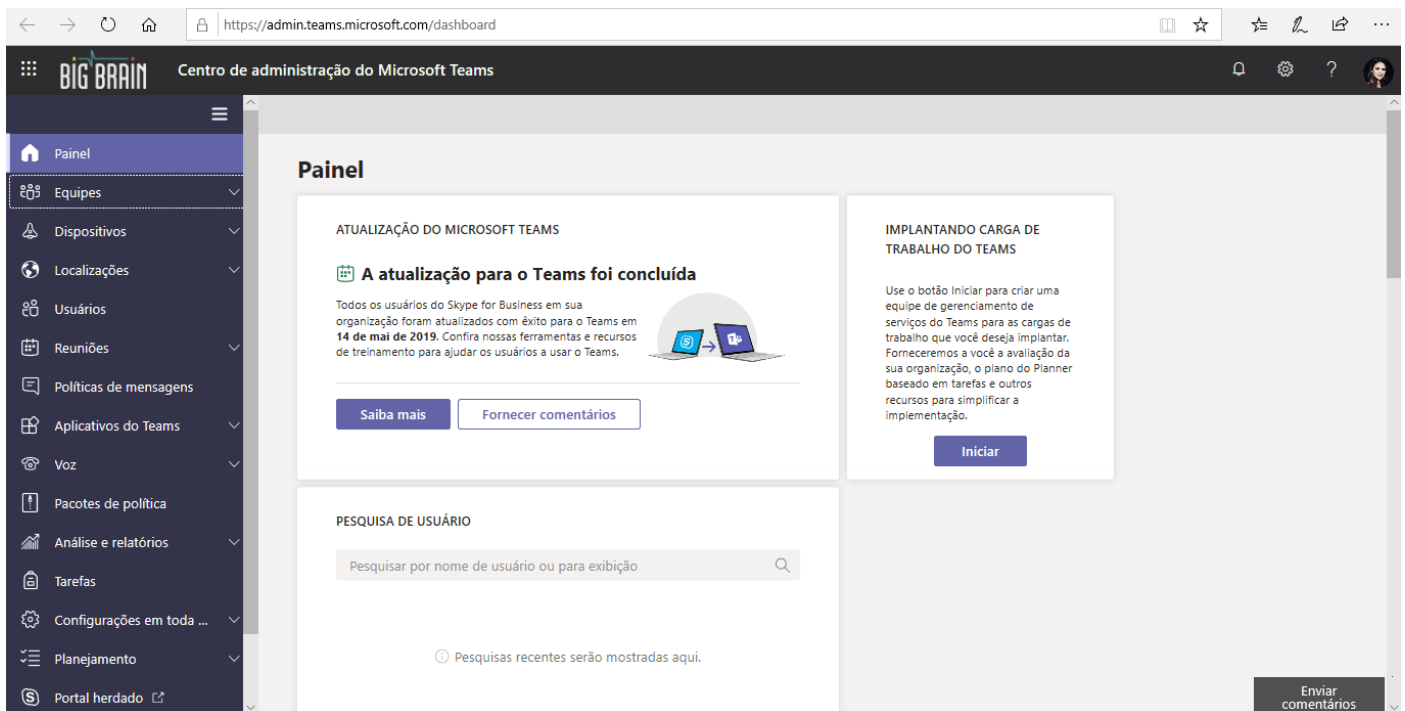 https://admin.teams.microsoft.com/dashboard
BIG BRAIN
Centro de administração do Microsoft Teams
?
Painel
Equipes
Dispositivos
Localizações
Usuários
Reuniões
Políticas de mensagens
Aplicativos do Teams
Voz
Pacotes de política
Análise e relatórios
Tarefas
Configurações em toda ...
Planejamento
Portal herdado
Painel
ATUALIZAÇÃO DO MICROSOFT TEAMS
A atualização para o Teams foi concluída
Todos os usuários do Skype for Business em sua
organização foram atualizados com êxito para o Teams em
14 de mai de 2019. Confira nossas ferramentas e recursos
de treinamento para ajudar os usuários a usar o Teams.
Saiba mais
Fornecer comentários
IMPLANTANDO CARGA DE
TRABALHO DO TEAMS
Use o botão Iniciar para criar uma
equipe de gerenciamento de
serviços do Teams para as cargas de
trabalho que você deseja implantar.
Forneceremos a você a avaliação da
sua organização, o plano do Planner
baseado em tarefas e outros
recursos para simplificar a
implementação.
Iniciar
PESQUISA DE USUÁRIO
Pesquisar por nome de usuário ou para exibição
Pesquisas recentes serão mostradas aqui.
Enviar
comentários